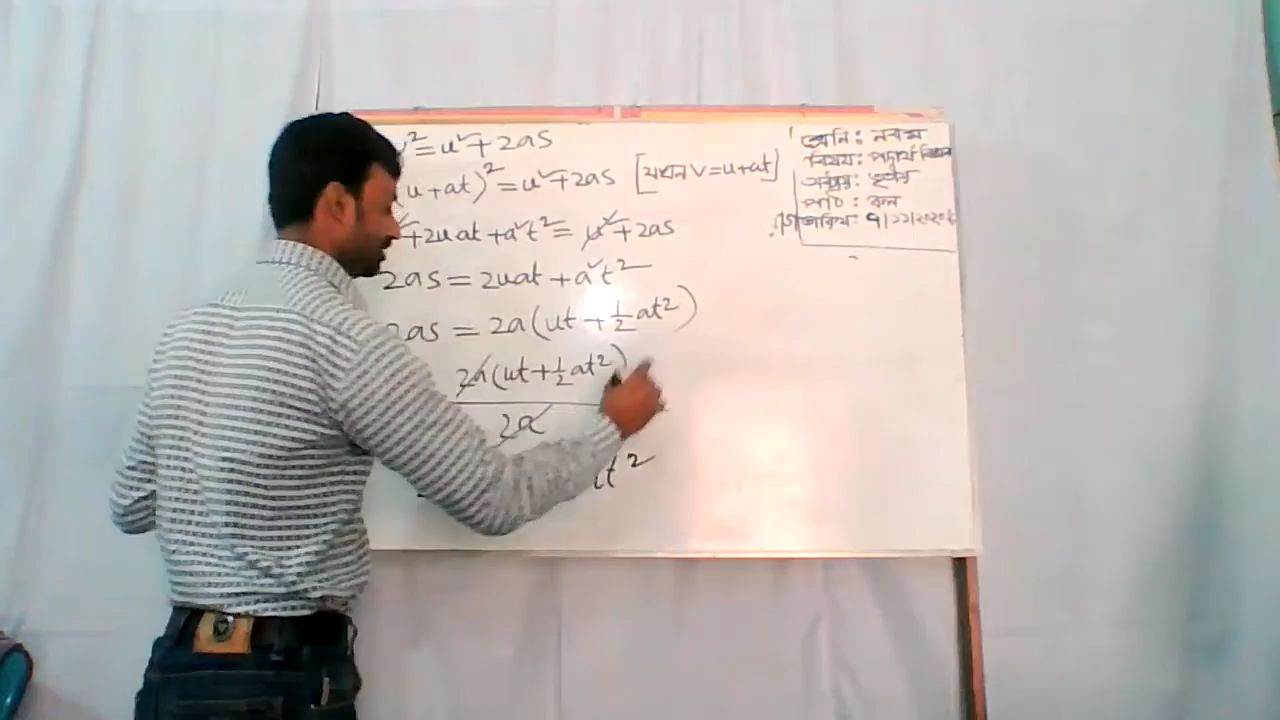 v²=u²+2as
(u+at)²=u²+2as [যখন v=u+at]
+2uat+a²t²=u²+2as
2as=2uat+a²t²
2as=2a(ut+½at²)
2a(ut+½at²)
2a
t²
শ্রেনি: নবম
বিষয়: পদার্থ বিজ্ঞান
অধ্যায়: তৃতীয়
পাঠ: বল